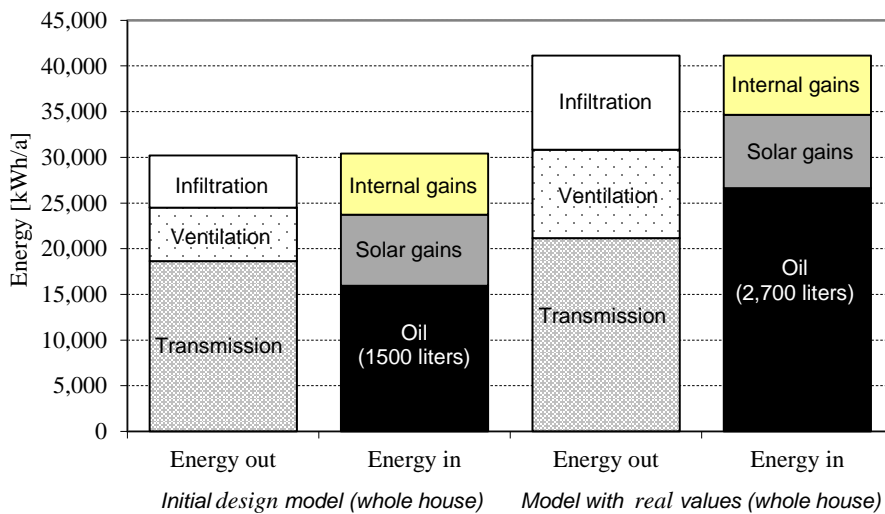 45,000
40,000
35,000
30,000
25,000
20,000
15,000
10,000
5,000
0
Energy [kWh/a]
Infiltration
Ventilation
Transmission
Internal gains
Solar gains
Oil
(1500 liters)
Infiltration
Ventilation
Transmission
Internal gains
Solar gains
Oil
(2,700 liters)
Energy out Energy in Energy out Energy in
Initial design model (whole house) Model with real values (whole house)